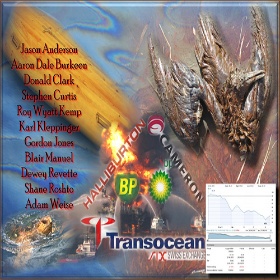 Jason Anderson
Aaron Dale Burkeen
Donald Clark
Stephen Curtis
Roy Wyatt Kemp
Karl Kleppinger
Gordon Jones
Blair Manuel
Dewey Revette
Shane Roshto
Adam Weise
HALLIBURTON
CAMERON
BP
Transocean
SIX SWISS EXCHANGE